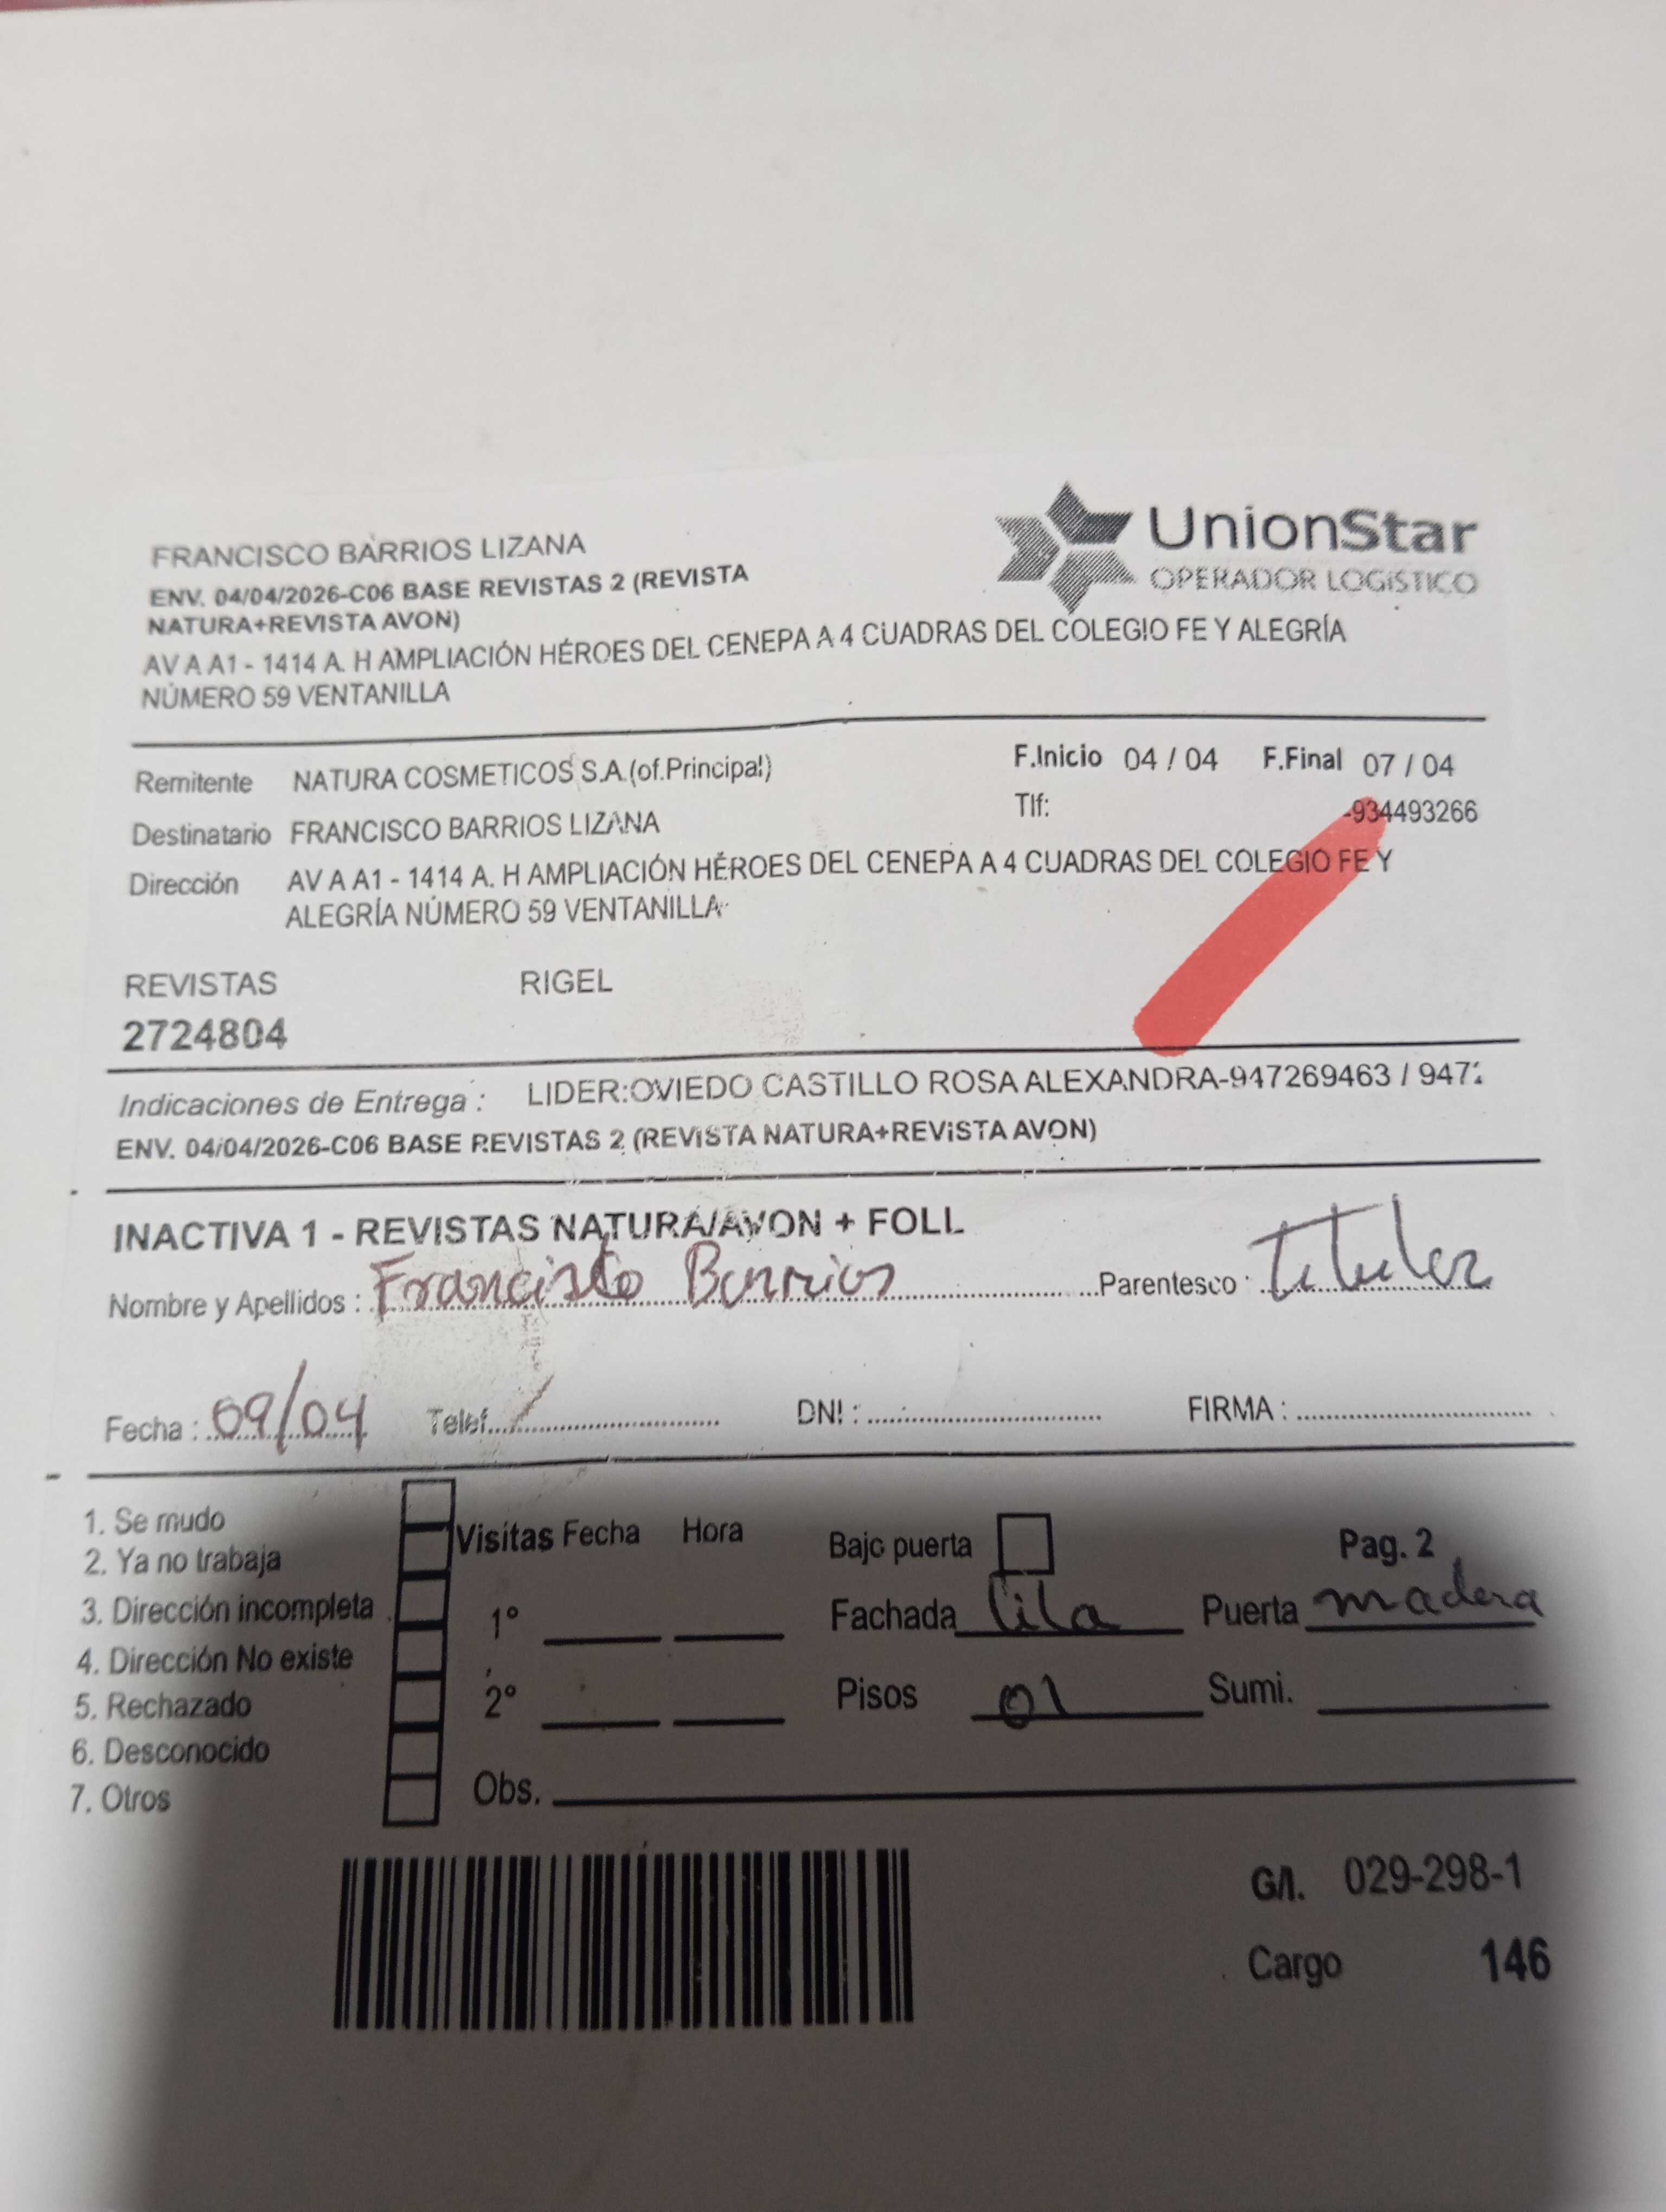 FRANCISCO BARRIOS LIZANA
ENV. 04/04/2026-C06 BASE REVISTAS 2 (REVISTA
NATURA+REVISTA AVON)
UnionStar
OPERADOR LOGÍSTICO
AV A A1 - 1414 A. H AMPLIACIÓN HÉROES DEL CENEPA A 4 CUADRAS DEL COLEGIO FE Y ALEGRÍA
NÚMERO 59 VENTANILLA
Remitente NATURA COSMETICOS S.A.(of.Principal) F.Inicio 04 / 04 F.Final 07 / 04
Destinatario FRANCISCO BARRIOS LIZANA Tlf: -934493266
Dirección AV A A1 - 1414 A. H AMPLIACIÓN HÉROES DEL CENEPA A 4 CUADRAS DEL COLEGIO FE Y
ALEGRÍA NÚMERO 59 VENTANILLA
REVISTAS RIGEL
2724804
Indicaciones de Entrega : LIDER:OVIEDO CASTILLO ROSA ALEXANDRA-947269463 / 947
ENV. 04/04/2026-C06 BASE REVISTAS 2 (REVISTA NATURA+REVISTA AVON)
INACTIVA 1 - REVISTAS NATURA/AVON + FOLL
Nombre y Apellidos : Francisco Barrios Parentesco : Titular
Fecha : 09/04 Telef. DNI : FIRMA :
1. Se mudo
2. Ya no trabaja
3. Dirección incompleta
4. Dirección No existe
5. Rechazado
6. Desconocido
7. Otros
Visitas Fecha Hora
1°
2°
Obs.
Bajo puerta Pag. 2
Fachada lila Puerta madera
Pisos 01 Sumi.
G/I. 029-298-1
Cargo 146